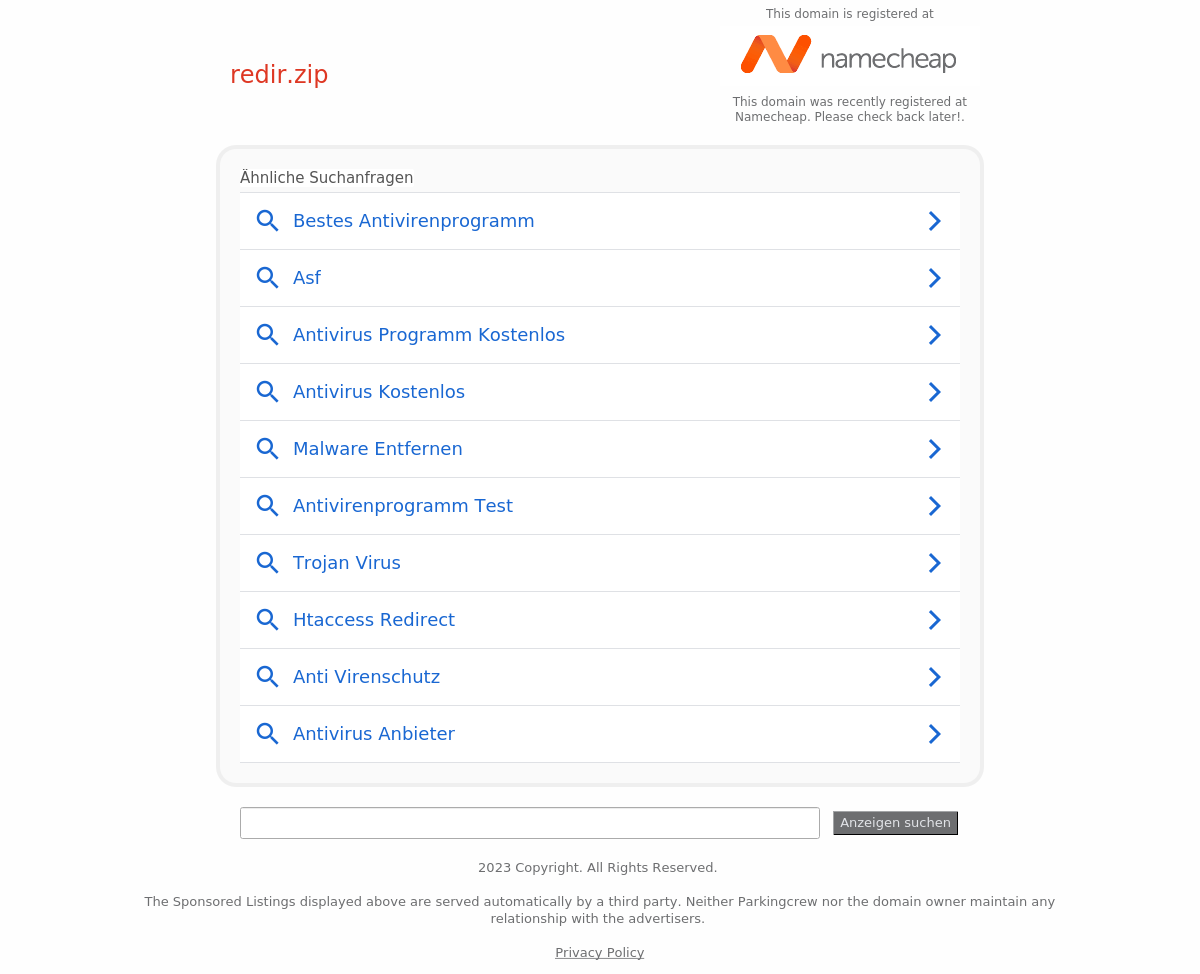 This domain is registered at
namecheap
redir.zip
This domain was recently registered at
Namecheap. Please check back later!.
Ähnliche Suchanfragen
Bestes Antivirenprogramm
Asf
Antivirus Programm Kostenlos
Antivirus Kostenlos
Malware Entfernen
Antivirenprogramm Test
Trojan Virus
Htaccess Redirect
Anti Virenschutz
Antivirus Anbieter
Anzeigen suchen
2023 Copyright. All Rights Reserved.
The Sponsored Listings displayed above are served automatically by a third party. Neither Parkingcrew nor the domain owner maintain any
relationship with the advertisers.
Privacy Policy